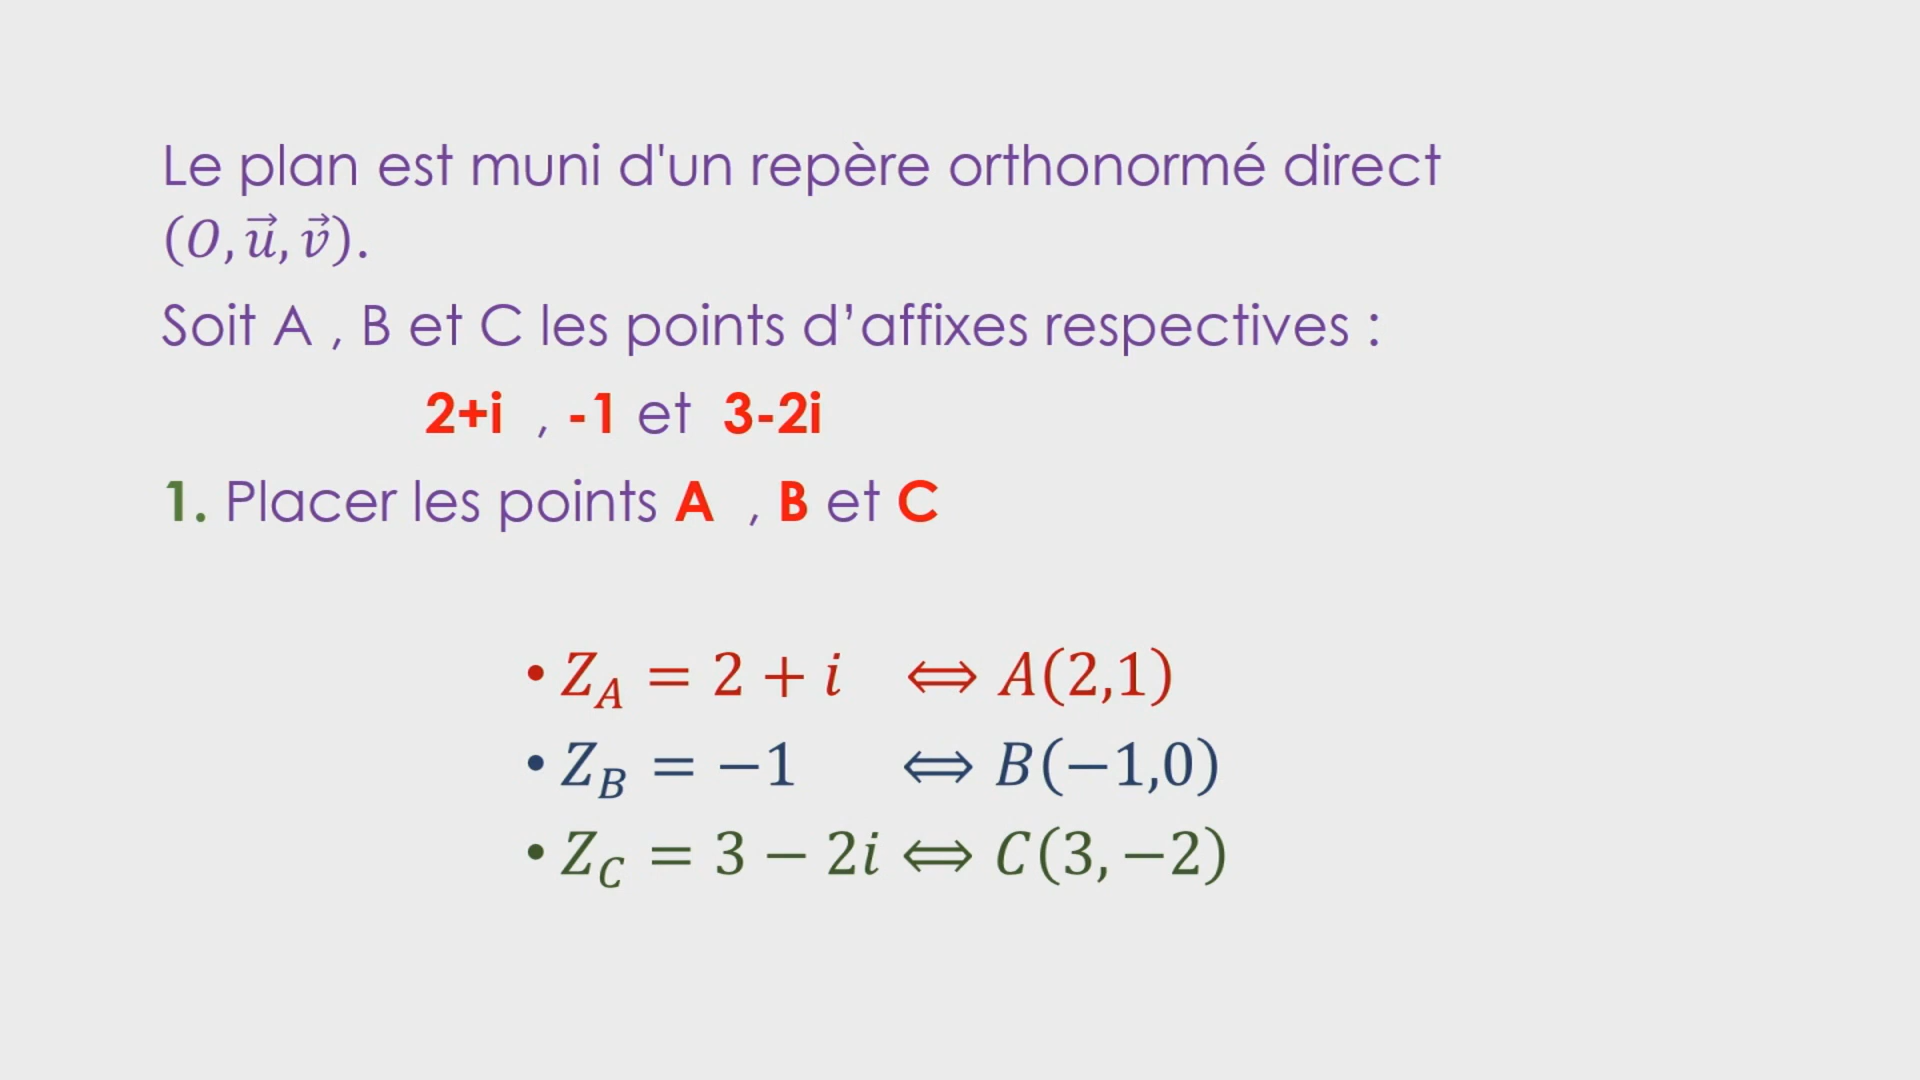 Le plan est muni d'un repère orthonormé direct
(O, u⃗, v⃗).
Soit A , B et C les points d’affixes respectives :
2+i , -1 et 3-2i
1. Placer les points A , B et C
• Z_A = 2 + i ⟺ A(2,1)
• Z_B = −1 ⟺ B(−1,0)
• Z_C = 3 − 2i ⟺ C(3, −2)